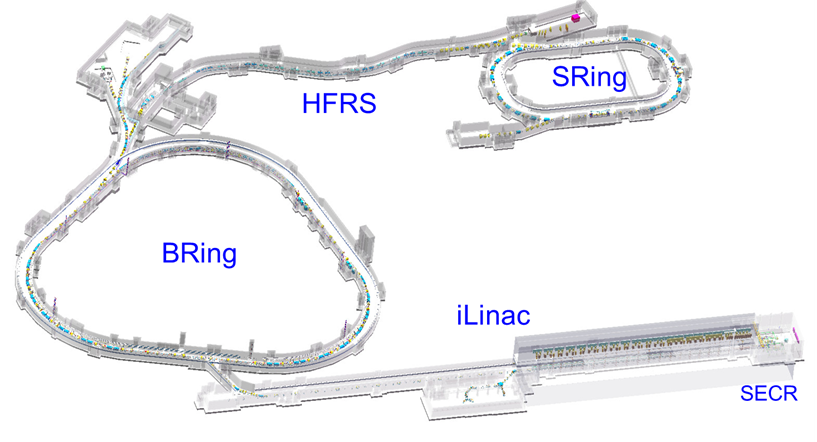 SRing
HFRS
BRing
iLinac
SECR